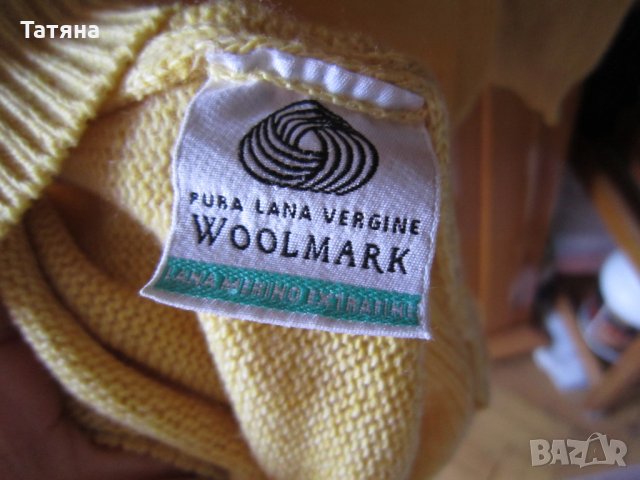 Татяна
PURA LANA VERGINE
WOOLMARK
LANA MERINO EXTRAFINE
BAZAR